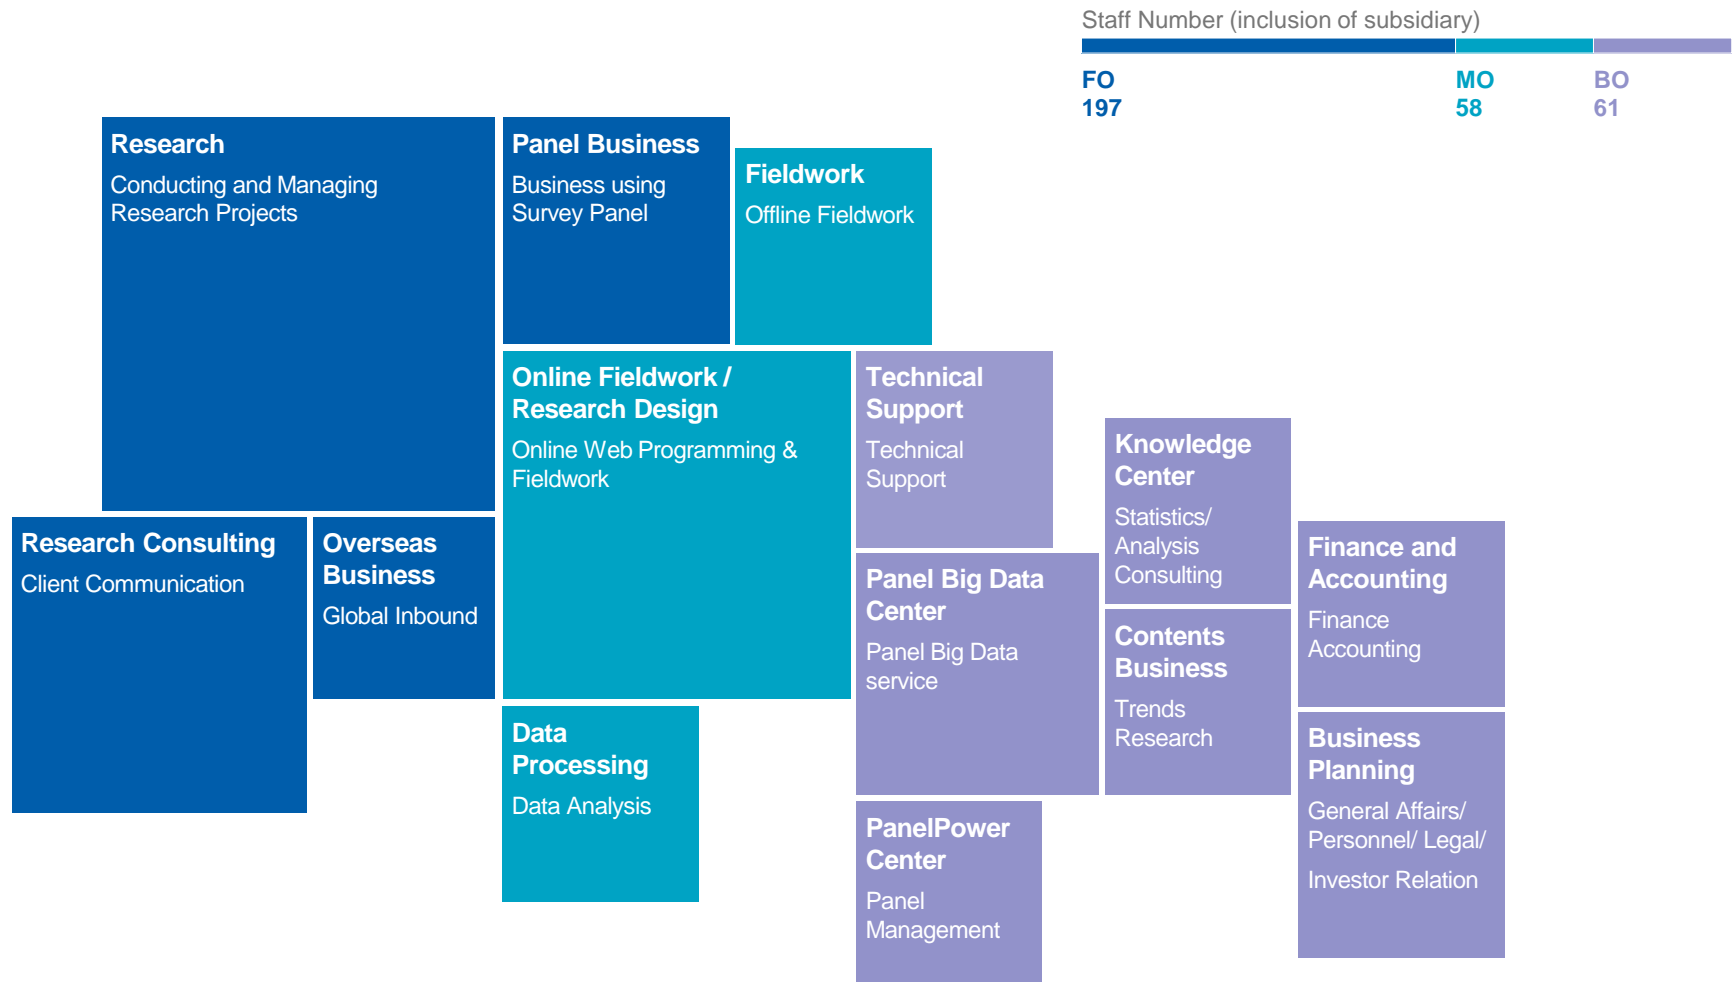 Staff Number (inclusion of subsidiary)
FO
197
MO
58
BO
61
Research
Conducting and Managing
Research Projects
Panel Business
Business using
Survey Panel
Fieldwork
Offline Fieldwork
Online Fieldwork /
Research Design
Online Web Programming &
Fieldwork
Technical
Support
Technical
Support
Knowledge
Center
Statistics/
Analysis
Consulting
Research Consulting
Client Communication
Overseas
Business
Global Inbound
Finance and
Accounting
Finance
Accounting
Panel Big Data
Center
Panel Big Data
service
Contents
Business
Trends
Research
Data
Processing
Data Analysis
Business
Planning
General Affairs/
Personnel/ Legal/
Investor Relation
PanelPower
Center
Panel
Management